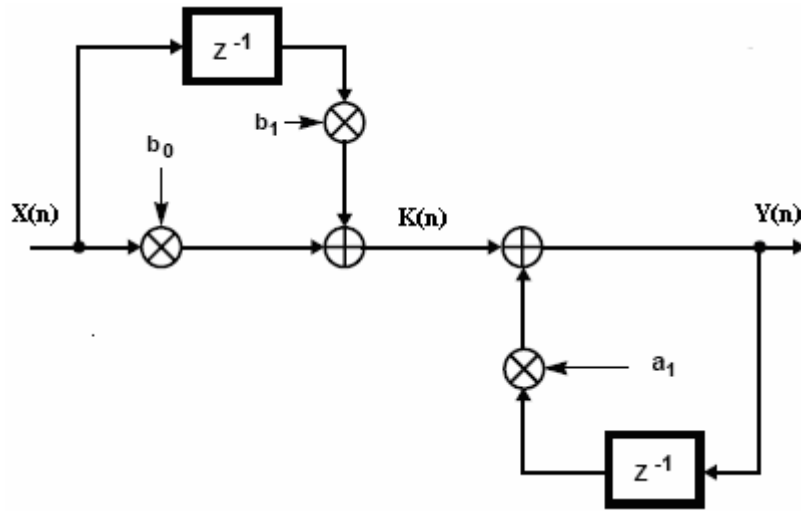 z⁻¹
b₁
b₀
X(n)
K(n)
Y(n)
a₁
z⁻¹